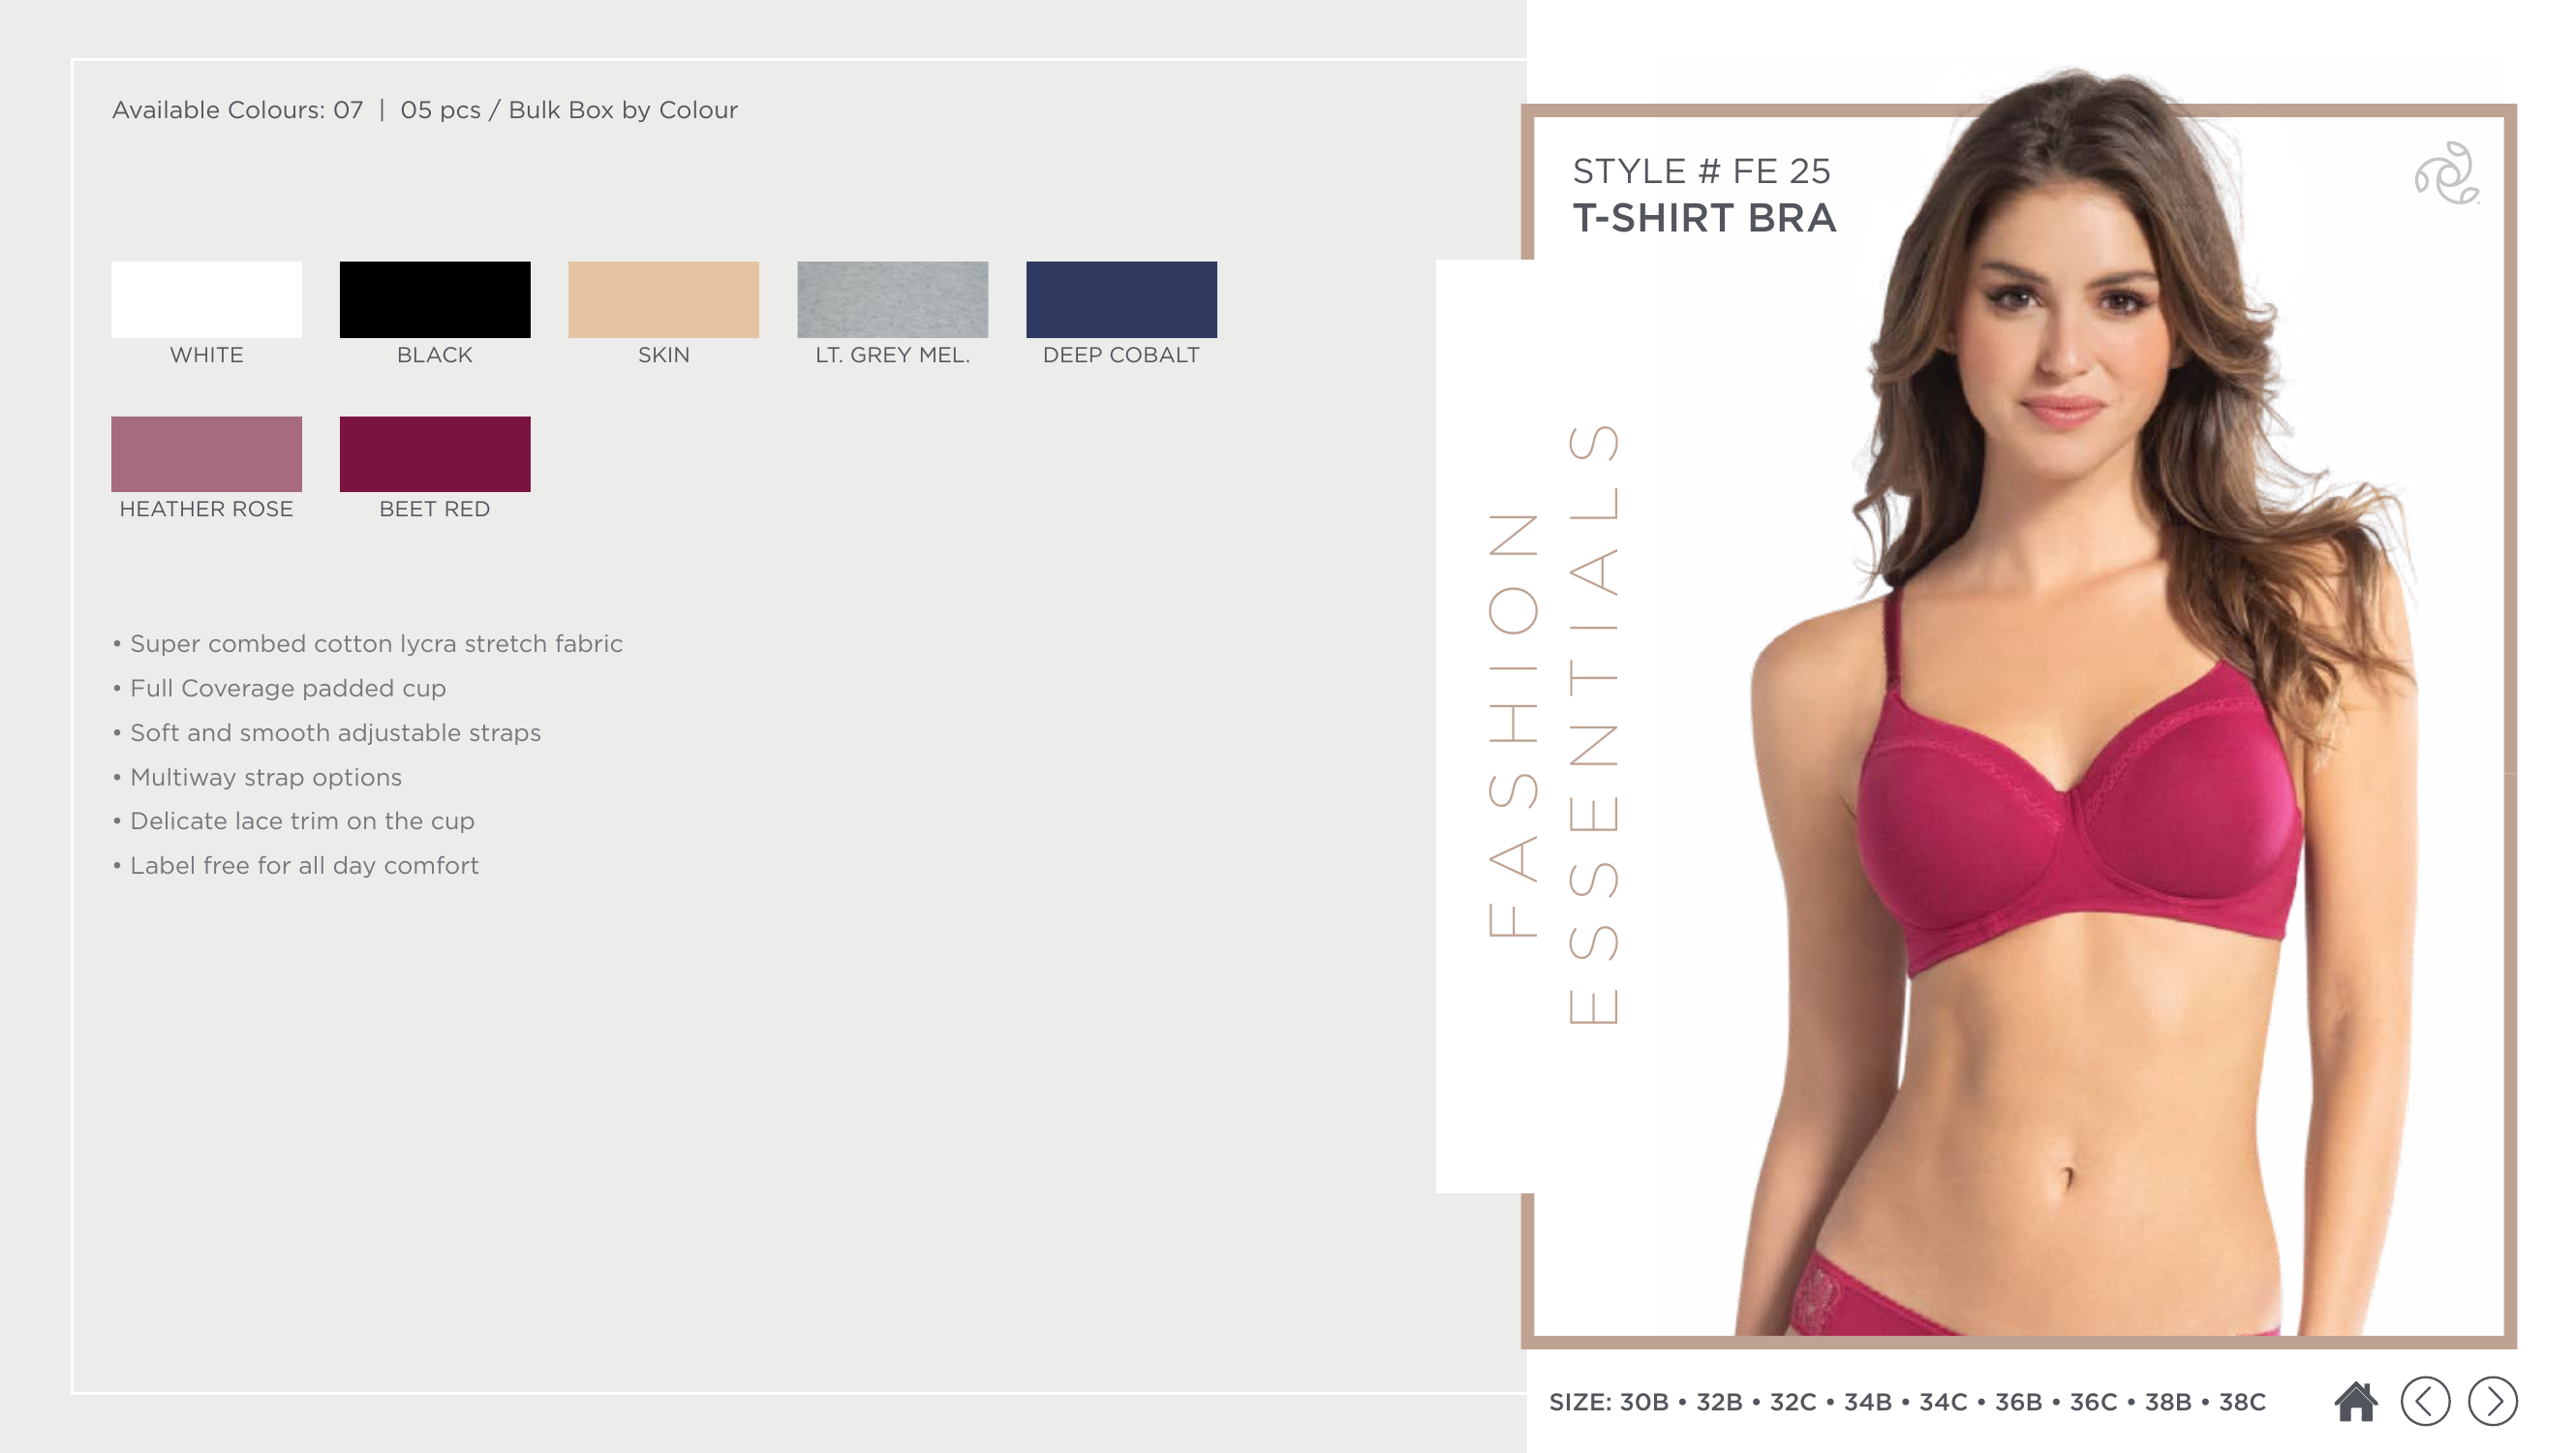 Available Colours: 07 | 05 pcs / Bulk Box by Colour
WHITE
BLACK
SKIN
LT. GREY MEL.
DEEP COBALT
HEATHER ROSE
BEET RED
• Super combed cotton lycra stretch fabric
• Full Coverage padded cup
• Soft and smooth adjustable straps
• Multiway strap options
• Delicate lace trim on the cup
• Label free for all day comfort
STYLE # FE 25
T-SHIRT BRA
FASHION
ESSENTIALS
SIZE: 30B • 32B • 32C • 34B • 34C • 36B • 36C • 38B • 38C